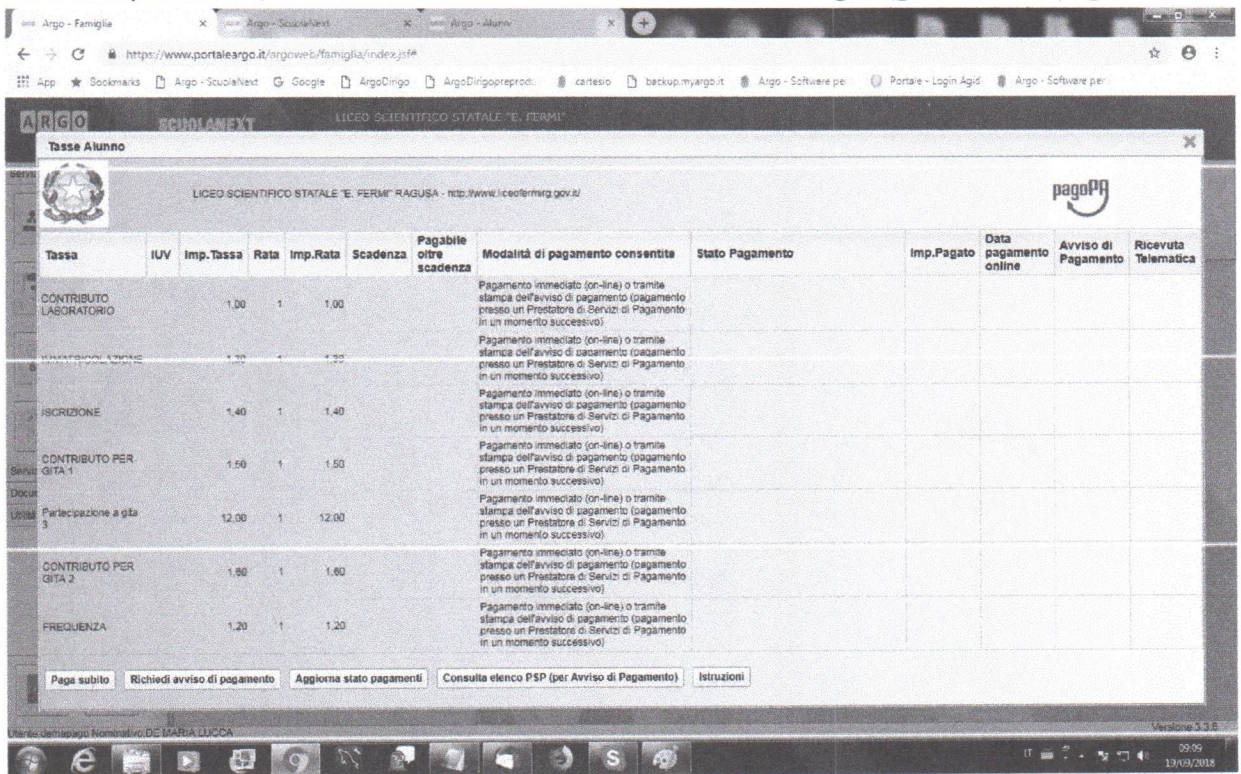 Argo - Famiglia
Argo - ScuolaNext
Argo - Alunni
https://www.portaleargo.it/argoweb/famiglia/index.jsf#
App Bookmarks Argo - ScuolaNext Google ArgoDirigo ArgoDirigopreprod. cartesio backup.myargo.it Argo - Software per Portale - Login Agid Argo - Software per
ARGO SCUOLANEXT LICEO SCIENTIFICO STATALE "E. FERMI"
Tasse Alunno
LICEO SCIENTIFICO STATALE "E. FERMI" RAGUSA - http://www.liceofermirg.gov.it/
pagoPA
Tassa IUV Imp.Tassa Rata Imp.Rata Scadenza Pagabile oltre scadenza Modalità di pagamento consentite Stato Pagamento Imp.Pagato Data pagamento online Avviso di Pagamento Ricevuta Telematica
CONTRIBUTO LABORATORIO 1,00 1 1,00
Pagamento immediato (on-line) o tramite
stampa dell'avviso di pagamento (pagamento
presso un Prestatore di Servizi di Pagamento
in un momento successivo)
IMMATRICOLAZIONE 1,30 1 1,30
Pagamento immediato (on-line) o tramite
stampa dell'avviso di pagamento (pagamento
presso un Prestatore di Servizi di Pagamento
in un momento successivo)
ISCRIZIONE 1,40 1 1,40
Pagamento immediato (on-line) o tramite
stampa dell'avviso di pagamento (pagamento
presso un Prestatore di Servizi di Pagamento
in un momento successivo)
CONTRIBUTO PER GITA 1 1,50 1 1,50
Pagamento immediato (on-line) o tramite
stampa dell'avviso di pagamento (pagamento
presso un Prestatore di Servizi di Pagamento
in un momento successivo)
Partecipazione a gita 3 12,00 1 12,00
Pagamento immediato (on-line) o tramite
stampa dell'avviso di pagamento (pagamento
presso un Prestatore di Servizi di Pagamento
in un momento successivo)
CONTRIBUTO PER GITA 2 1,60 1 1,60
Pagamento immediato (on-line) o tramite
stampa dell'avviso di pagamento (pagamento
presso un Prestatore di Servizi di Pagamento
in un momento successivo)
FREQUENZA 1,20 1 1,20
Pagamento immediato (on-line) o tramite
stampa dell'avviso di pagamento (pagamento
presso un Prestatore di Servizi di Pagamento
in un momento successivo)
Paga subito Richiedi avviso di pagamento Aggiorna stato pagamenti Consulta elenco PSP (per Avviso di Pagamento) Istruzioni
Utente demapago Nominativo DE MARIA LUCCA
IT 09:09
19/09/2018